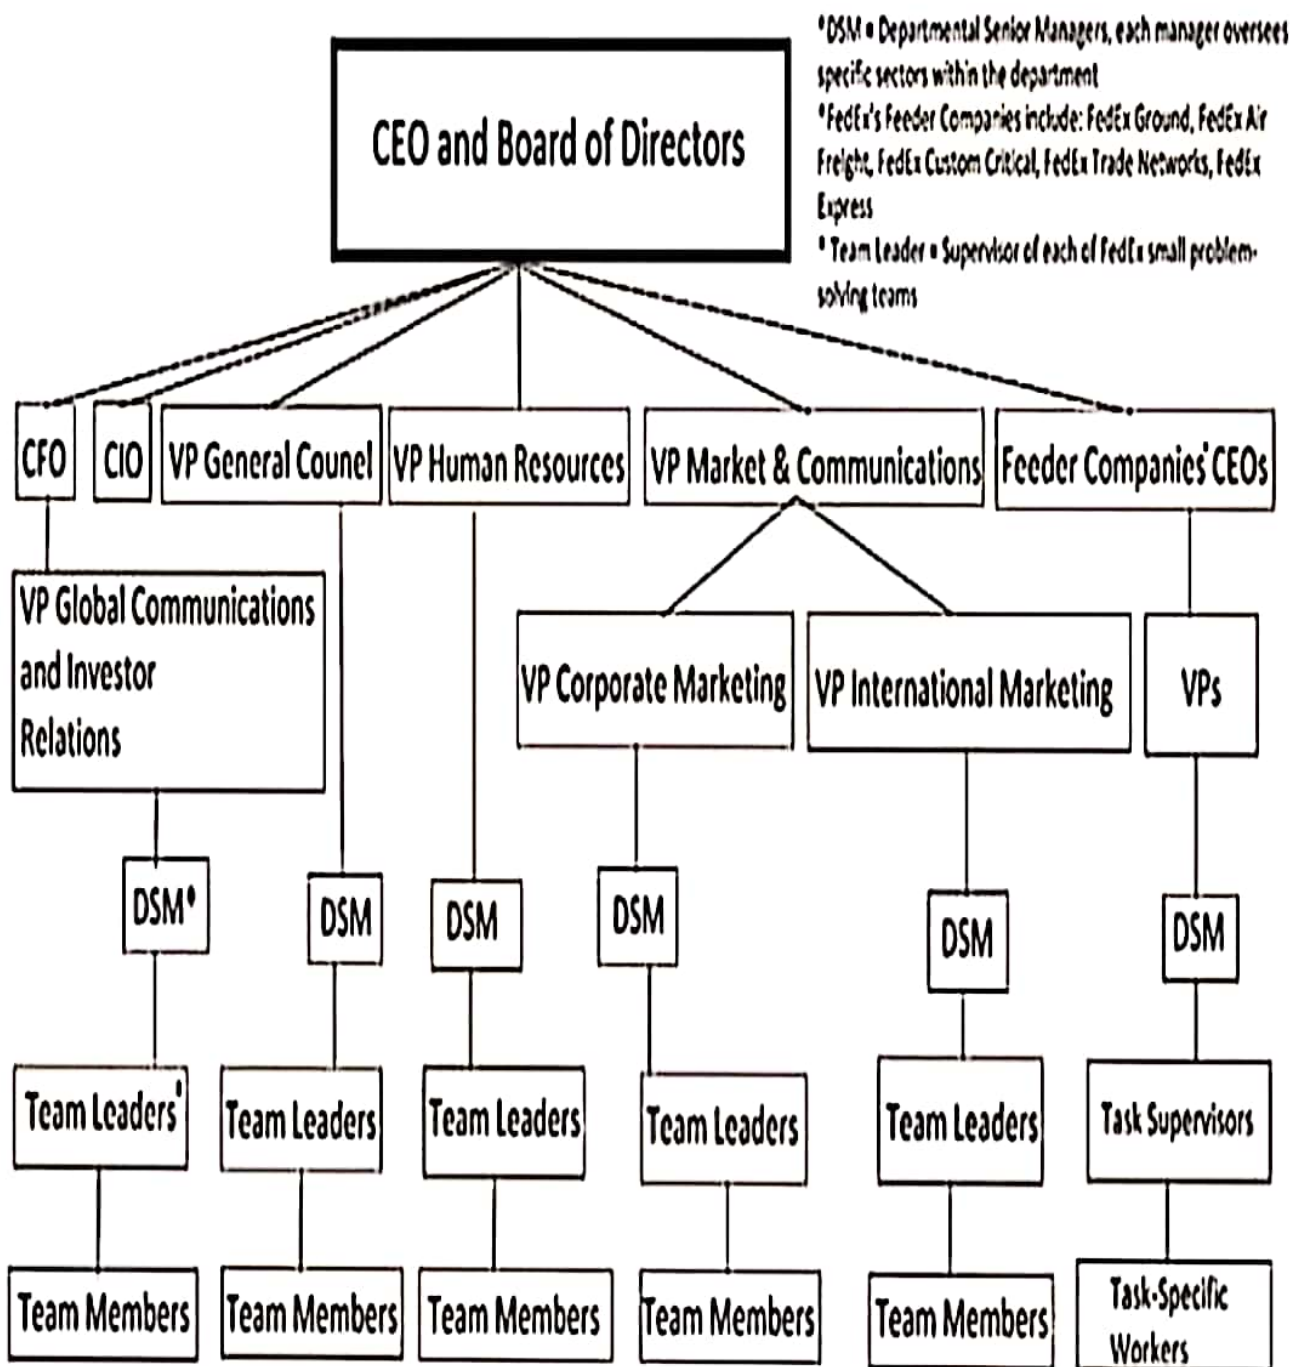 *DSM = Departmental Senior Managers, each manager oversees
specific sectors within the department
*FedEx's Feeder Companies include: FedEx Ground, FedEx Air
Freight, FedEx Custom Critical, FedEx Trade Networks, FedEx
Express
* Team Leader = Supervisor of each of FedEx small problem-
solving teams
CEO and Board of Directors
CFO
CIO
VP General Counel
VP Human Resources
VP Market & Communications
Feeder Companies* CEOs
VP Global Communications
and Investor
Relations
VP Corporate Marketing
VP International Marketing
VPs
DSM*
DSM
DSM
DSM
DSM
DSM
Team Leaders*
Team Leaders
Team Leaders
Team Leaders
Team Leaders
Task Supervisors
Team Members
Team Members
Team Members
Team Members
Team Members
Task-Specific
Workers